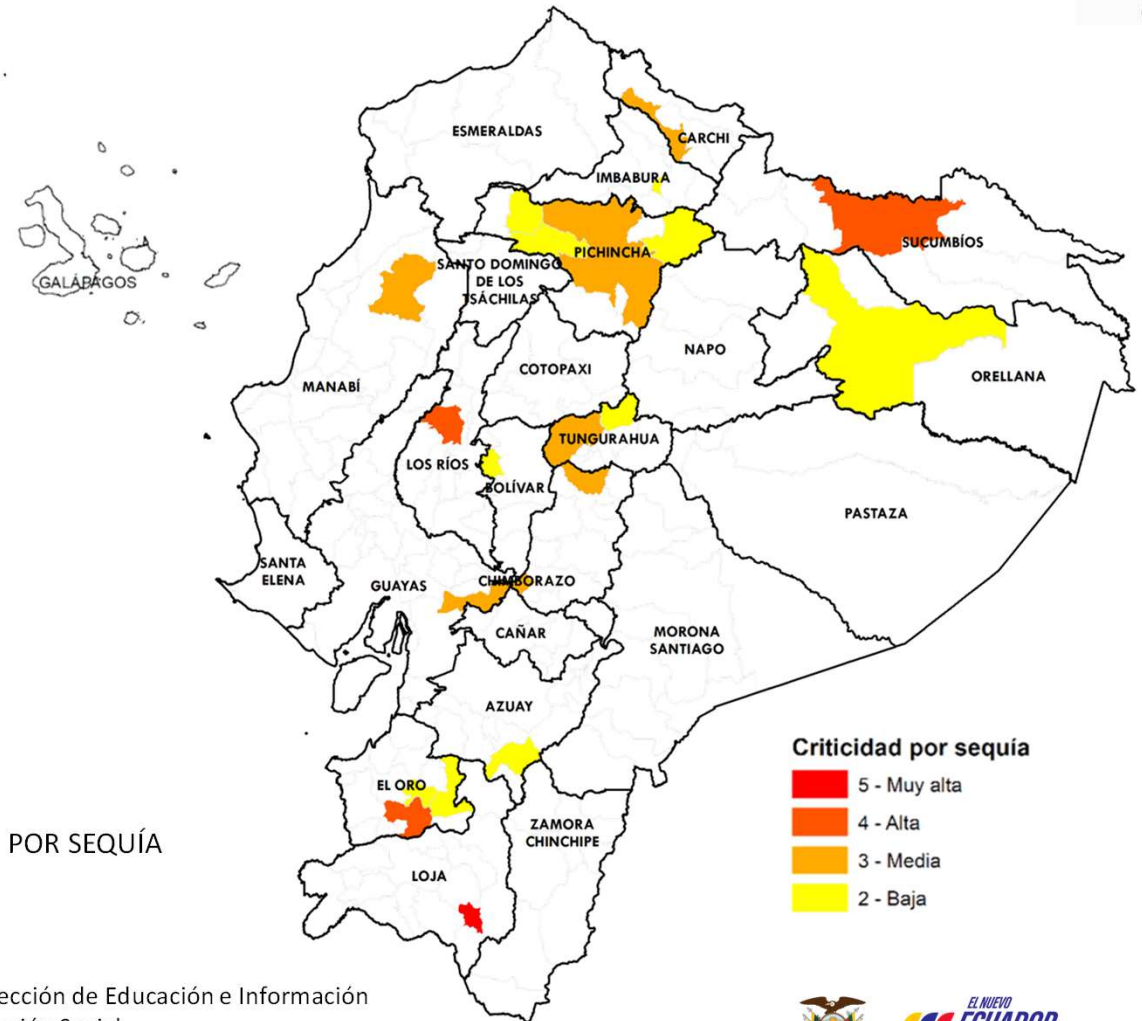 ESMERALDAS
CARCHI
IMBABURA
SUCUMBÍOS
PICHINCHA
SANTO DOMINGO
DE LOS
TSÁCHILAS
GALÁPAGOS
NAPO
COTOPAXI
ORELLANA
MANABÍ
TUNGURAHUA
LOS RÍOS
BOLÍVAR
PASTAZA
SANTA
ELENA
GUAYAS
CHIMBORAZO
CAÑAR
MORONA
SANTIAGO
AZUAY
EL ORO
ZAMORA
CHINCHIPE
LOJA
Criticidad por sequía
5 - Muy alta
4 - Alta
3 - Media
2 - Baja
POR SEQUÍA
ección de Educación e Información
EL NUEVO
ECUADOR